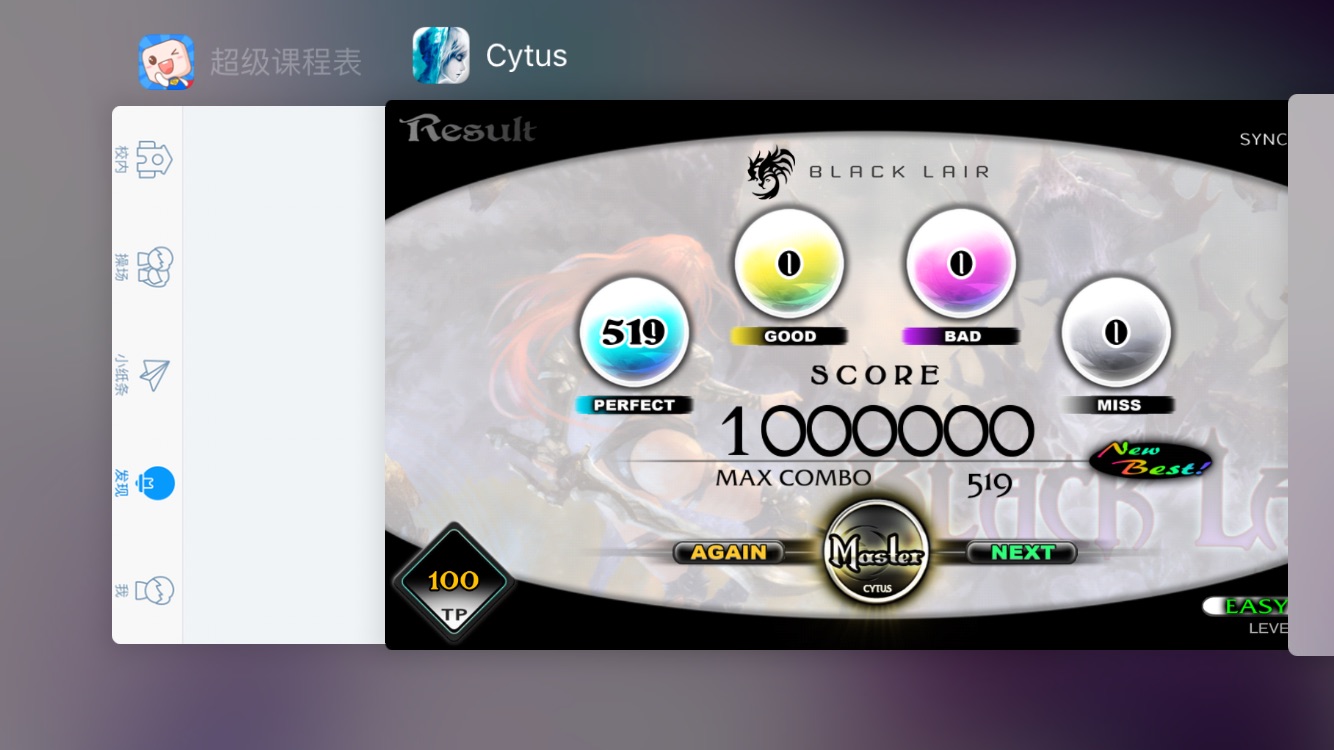 超级课程表
Cytus
校内
操场
小纸条
发现
我
Result
SYNC
BLACK LAIR
0
0
519
0
GOOD
BAD
PERFECT
MISS
SCORE
1000000
New Best!
MAX COMBO 519
BLACK LA
AGAIN
Master
CYTUS
NEXT
100
TP
EASY
LEVE